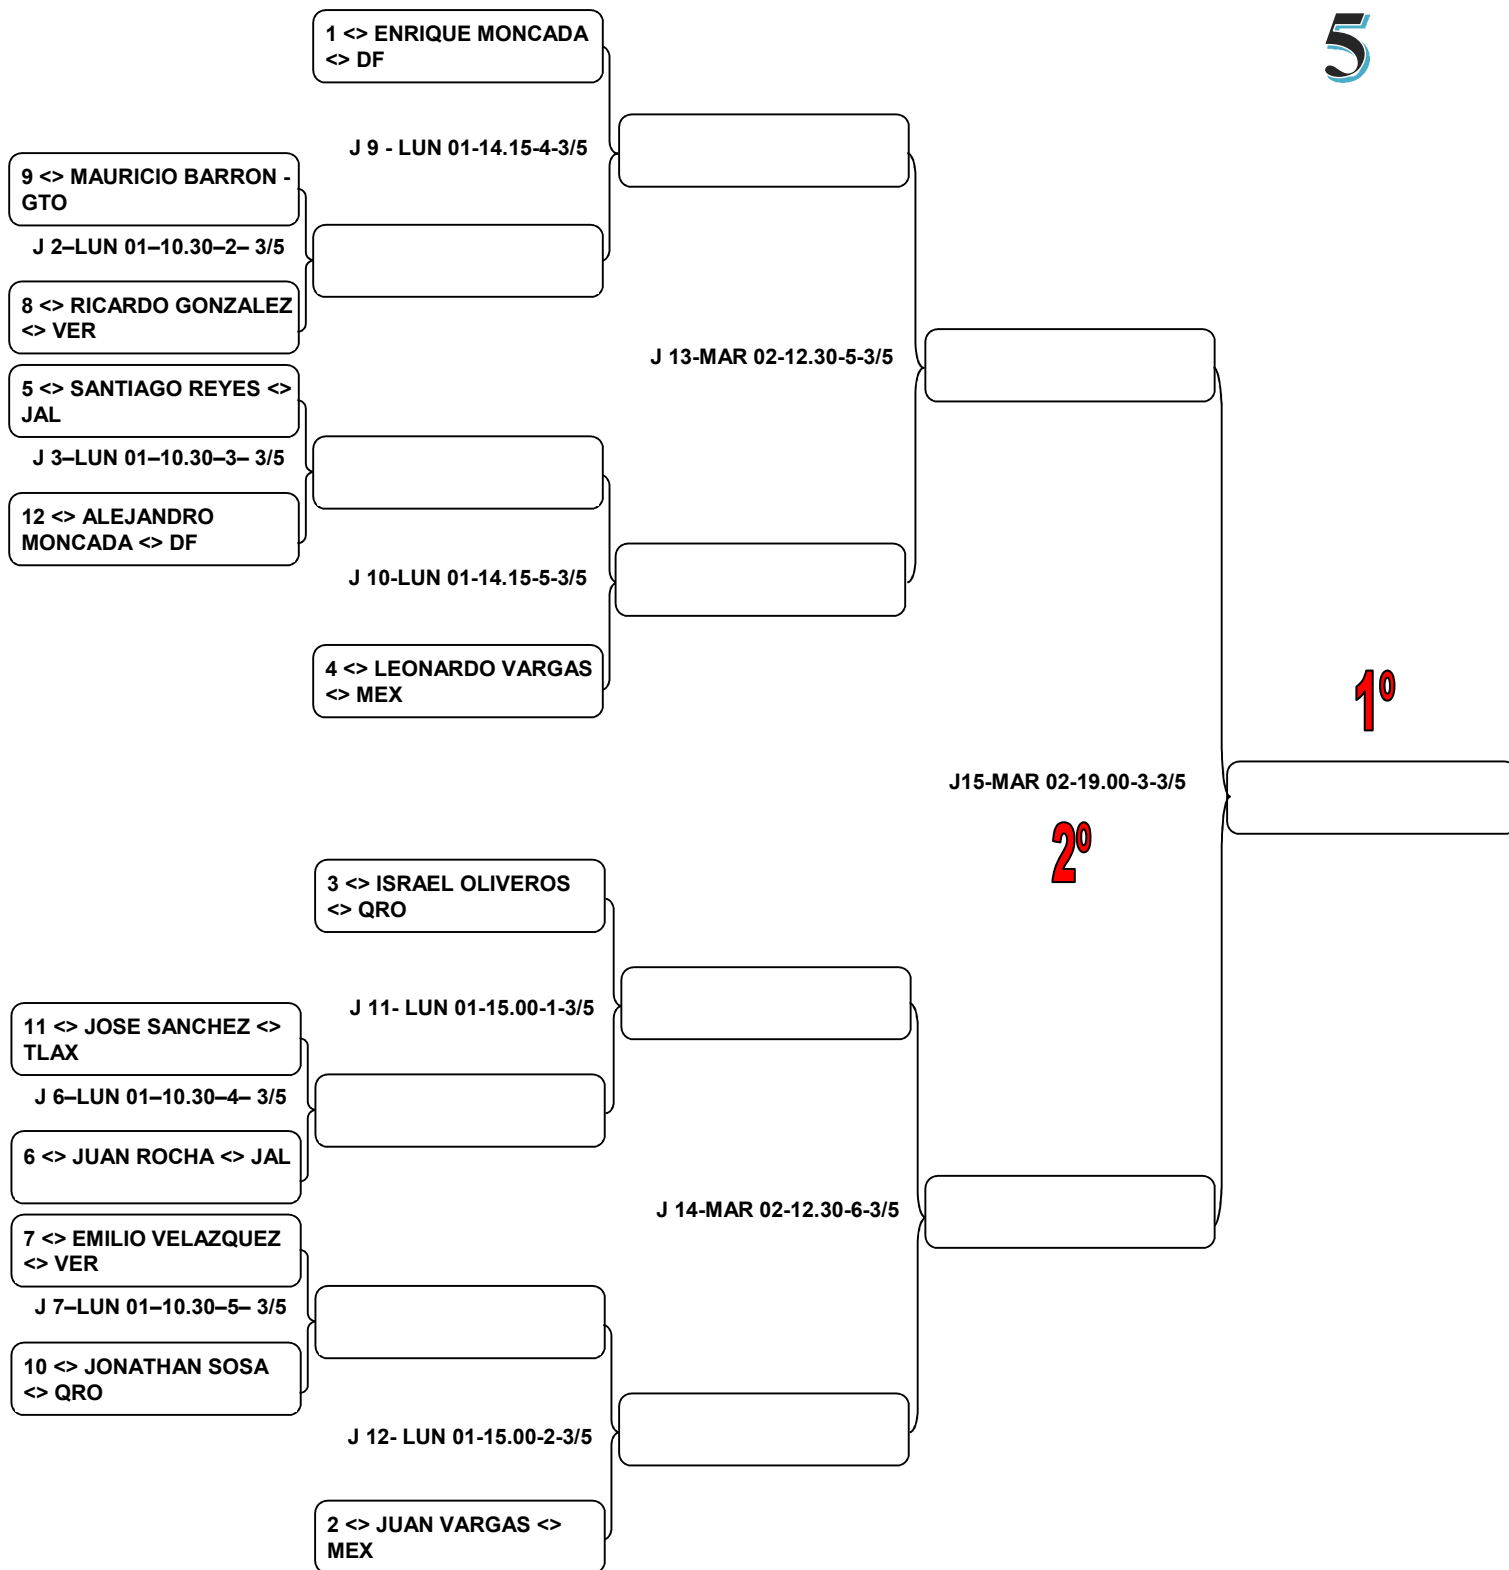 1 <> ENRIQUE MONCADA
<> DF
5
J 9 - LUN 01-14.15-4-3/5
9 <> MAURICIO BARRON -
GTO
J 2–LUN 01–10.30–2– 3/5
8 <> RICARDO GONZALEZ
<> VER
J 13-MAR 02-12.30-5-3/5
5 <> SANTIAGO REYES <>
JAL
J 3–LUN 01–10.30–3– 3/5
12 <> ALEJANDRO
MONCADA <> DF
J 10-LUN 01-14.15-5-3/5
4 <> LEONARDO VARGAS
<> MEX
1º
J15-MAR 02-19.00-3-3/5
2º
3 <> ISRAEL OLIVEROS
<> QRO
J 11- LUN 01-15.00-1-3/5
11 <> JOSE SANCHEZ <>
TLAX
J 6–LUN 01–10.30–4– 3/5
6 <> JUAN ROCHA <> JAL
J 14-MAR 02-12.30-6-3/5
7 <> EMILIO VELAZQUEZ
<> VER
J 7–LUN 01–10.30–5– 3/5
10 <> JONATHAN SOSA
<> QRO
J 12- LUN 01-15.00-2-3/5
2 <> JUAN VARGAS <>
MEX